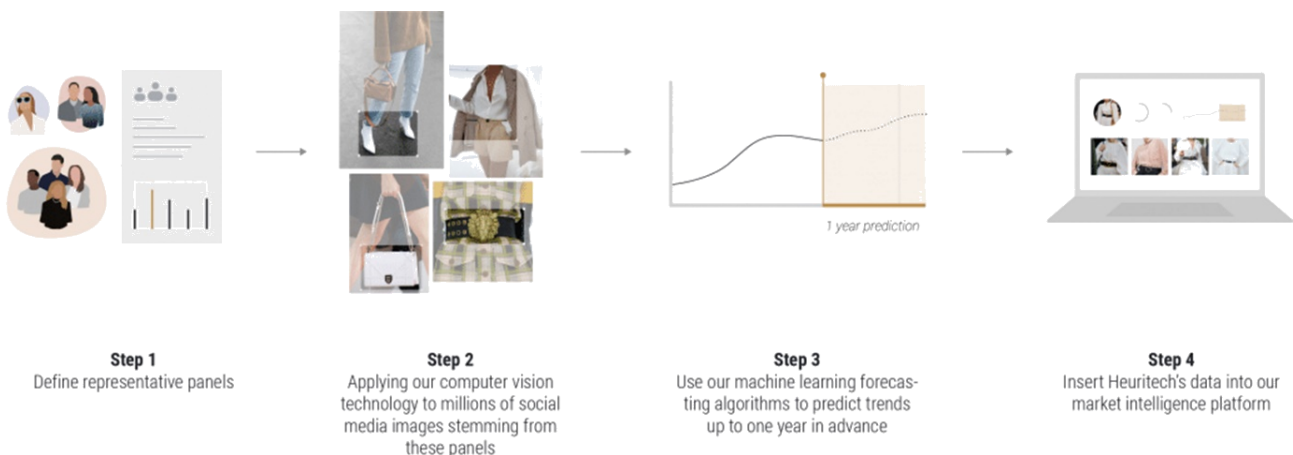 1 year prediction
Step 1
Define representative panels
Step 2
Applying our computer vision
technology to millions of social
media images stemming from
these panels
Step 3
Use our machine learning forecas-
ting algorithms to predict trends
up to one year in advance
Step 4
Insert Heuritech's data into our
market intelligence platform